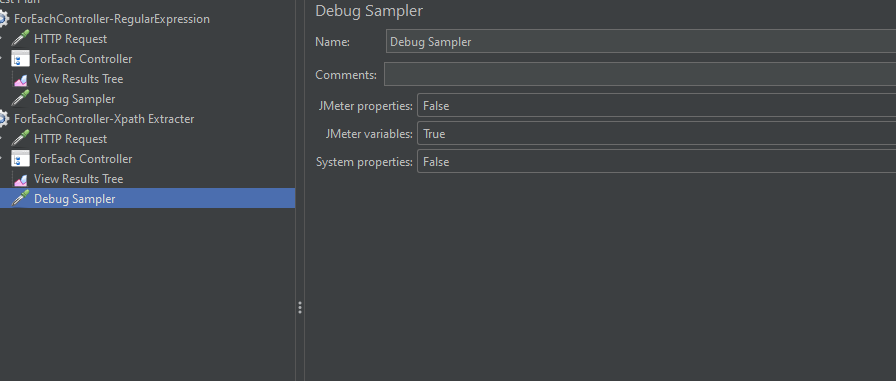 ForEachController-RegularExpression
HTTP Request
ForEach Controller
View Results Tree
Debug Sampler
ForEachController-Xpath Extracter
HTTP Request
ForEach Controller
View Results Tree
Debug Sampler
Debug Sampler
Name: Debug Sampler
Comments:
JMeter properties: False
JMeter variables: True
System properties: False